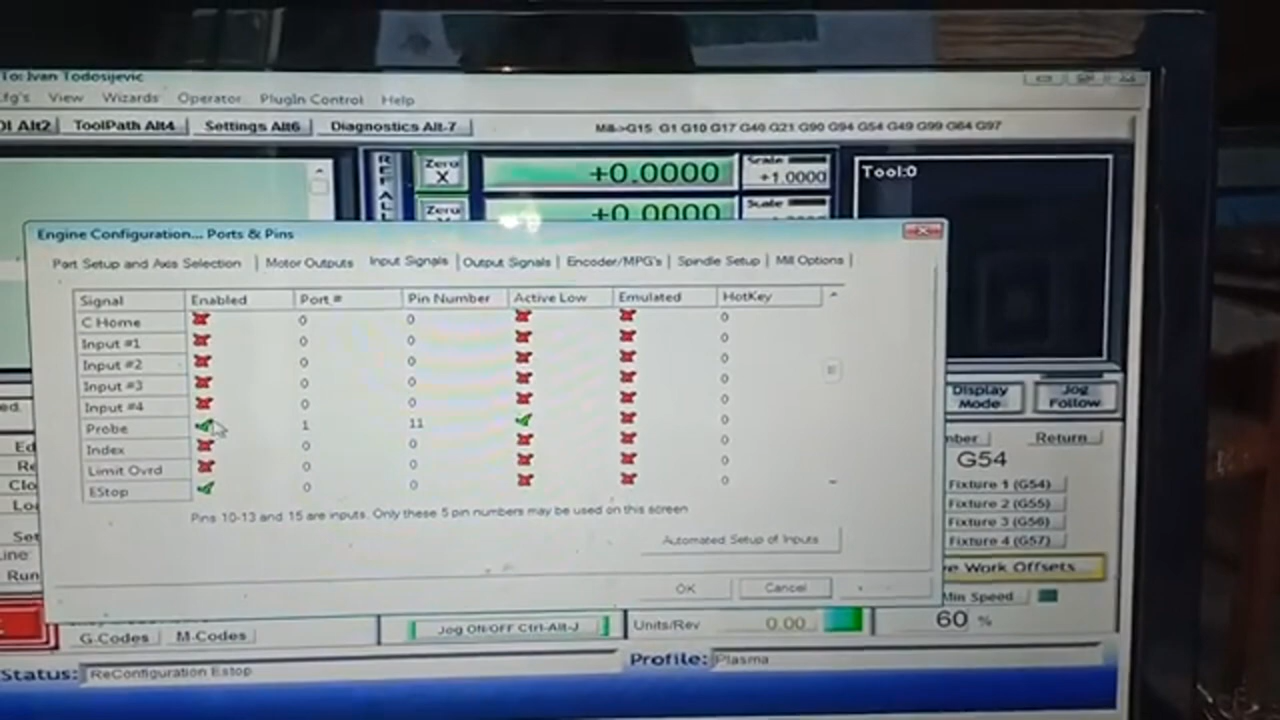 To: Ivan Todosijevic
View Wizards Operator PlugIn Control Help
Alt2 ToolPath Alt4 Settings Alt6 Diagnostics Alt-7 Mill->G15 G1 G10 G17 G40 G21 G90 G94 G54 G49 G99 G64 G97
REF ALL
Zero X +0.0000 Scale +1.0000 Tool:0
Zero +0.0000 Scale
Engine Configuration... Ports & Pins
Port Setup and Axis Selection Motor Outputs Input Signals Output Signals Encoder/MPG's Spindle Setup Mill Options
Signal Enabled Port # Pin Number Active Low Emulated HotKey
C Home 0 0 0
Input #1 0 0 0
Input #2 0 0 0
Input #3 0 0 0
Input #4 0 0 0
Probe 1 11 0
Index 0 0 0
Limit Ovrd 0 0 0
EStop 0 0 0
Pins 10-13 and 15 are inputs. Only these 5 pin numbers may be used on this screen
Automated Setup of Inputs
OK Cancel
Display Mode Jog Follow
Return
G54
Fixture 1 (G54)
Fixture 2 (G55)
Fixture 3 (G56)
Fixture 4 (G57)
Work Offsets
Min Speed
60 %
Run
G-Codes M-Codes Jog ON/OFF Ctrl-Alt-J Units/Rev 0.00
Status: ReConfiguration Estop Profile: Plasma